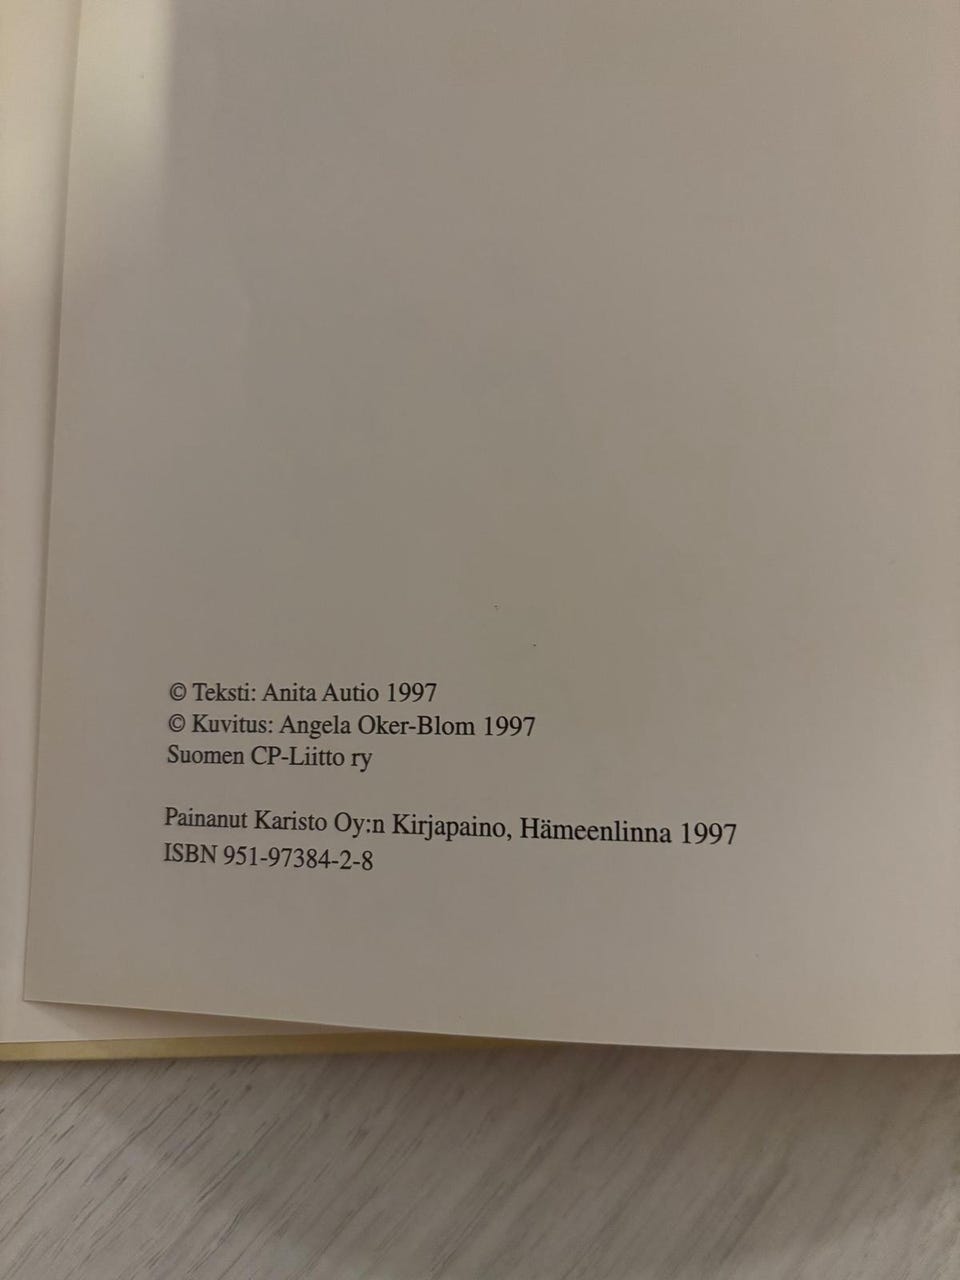 © Teksti: Anita Autio 1997
© Kuvitus: Angela Oker-Blom 1997
Suomen CP-Liitto ry
Painanut Karisto Oy:n Kirjapaino, Hämeenlinna 1997
ISBN 951-97384-2-8